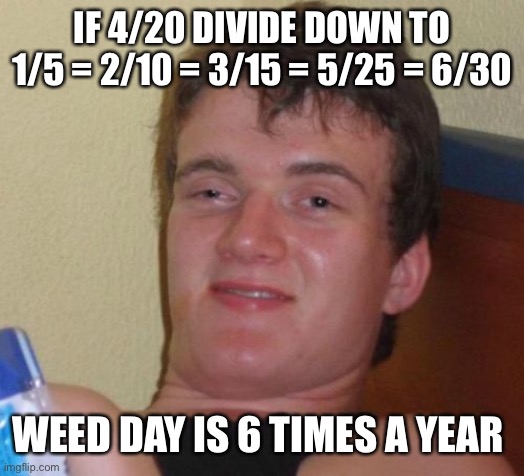 IF 4/20 DIVIDE DOWN TO
1/5 = 2/10 = 3/15 = 5/25 = 6/30
WEED DAY IS 6 TIMES A YEAR
imgflip.com